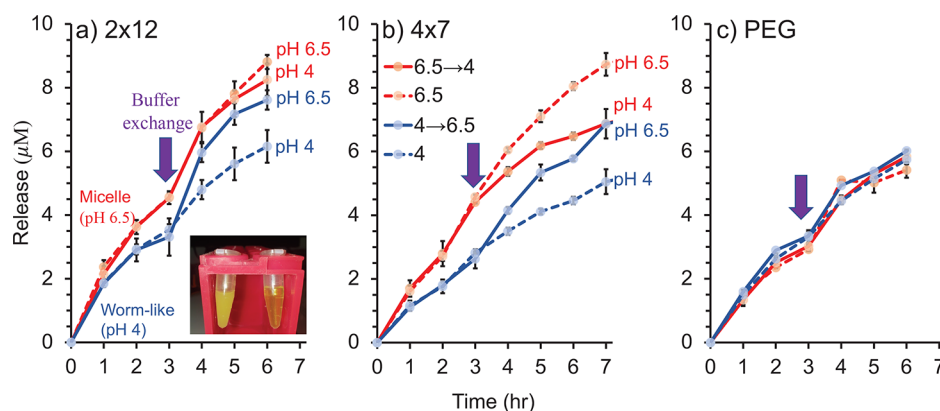 a) 2x12
b) 4x7
c) PEG
10
8
6
4
2
0
Release (µM)
Buffer
exchange
Micelle
(pH 6.5)
Worm-like
(pH 4)
pH 6.5
pH 4
pH 6.5
pH 4
0 1 2 3 4 5 6 7
10
8
6
4
2
0
6.5→4
6.5
4→6.5
4
pH 6.5
pH 4
pH 6.5
pH 4
0 1 2 3 4 5 6 7
10
8
6
4
2
0
0 1 2 3 4 5 6 7
Time (hr)